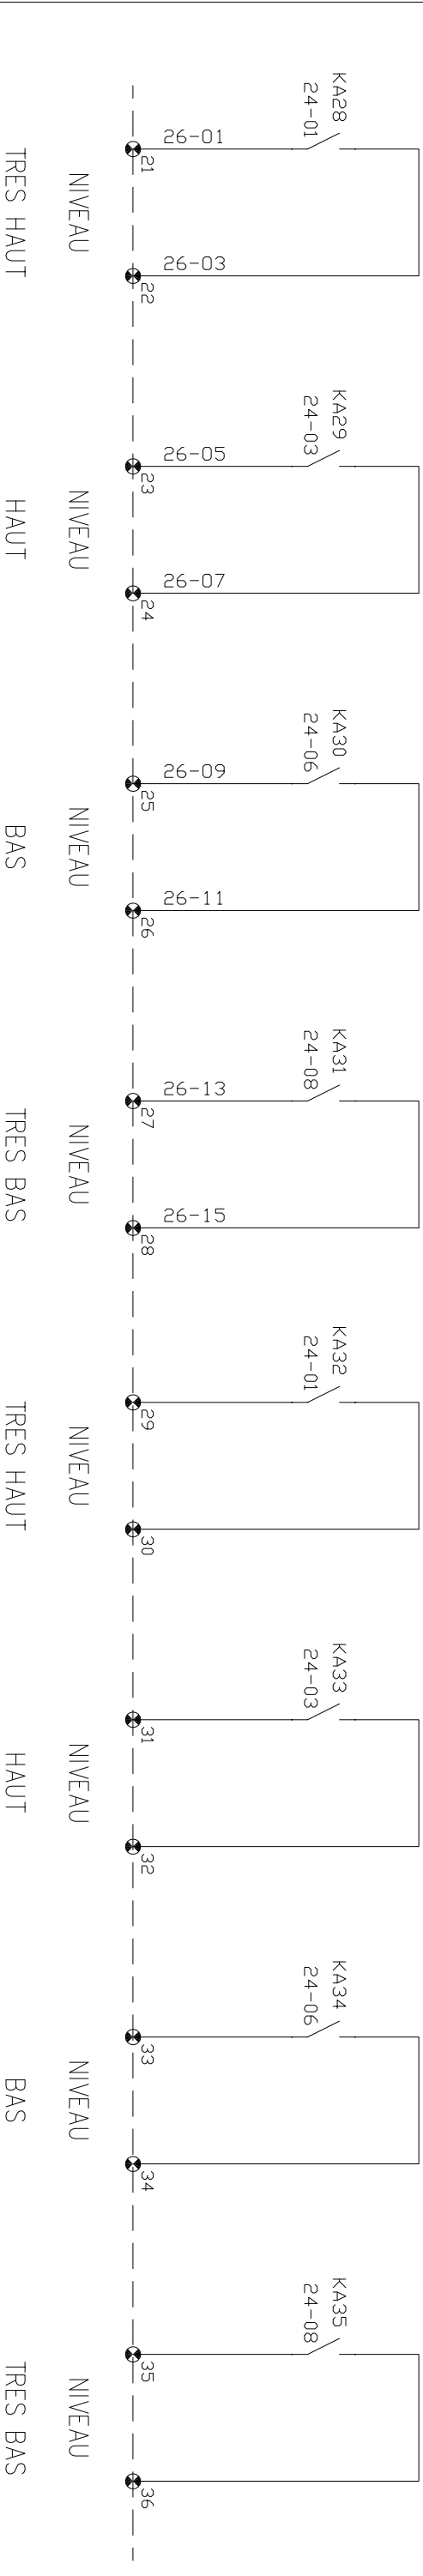 KA28
24-01
26-01
21
26-03
22
NIVEAU
TRES HAUT
KA29
24-03
26-05
23
26-07
24
NIVEAU
HAUT
KA30
24-06
26-09
25
26-11
26
NIVEAU
BAS
KA31
24-08
26-13
27
26-15
28
NIVEAU
TRES BAS
KA32
24-01
29
30
NIVEAU
TRES HAUT
KA33
24-03
31
32
NIVEAU
HAUT
KA34
24-06
33
34
NIVEAU
BAS
KA35
24-08
35
36
NIVEAU
TRES BAS